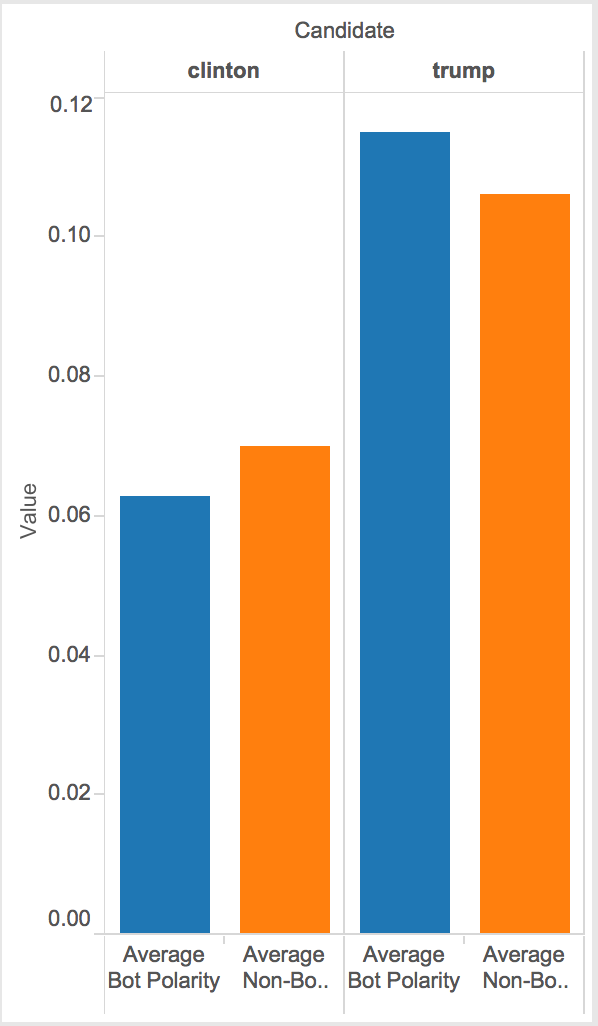 Candidate
clinton trump
0.12
0.10
0.08
0.06
0.04
0.02
0.00
Value
Average Average Average Average
Bot Polarity Non-Bo.. Bot Polarity Non-Bo..